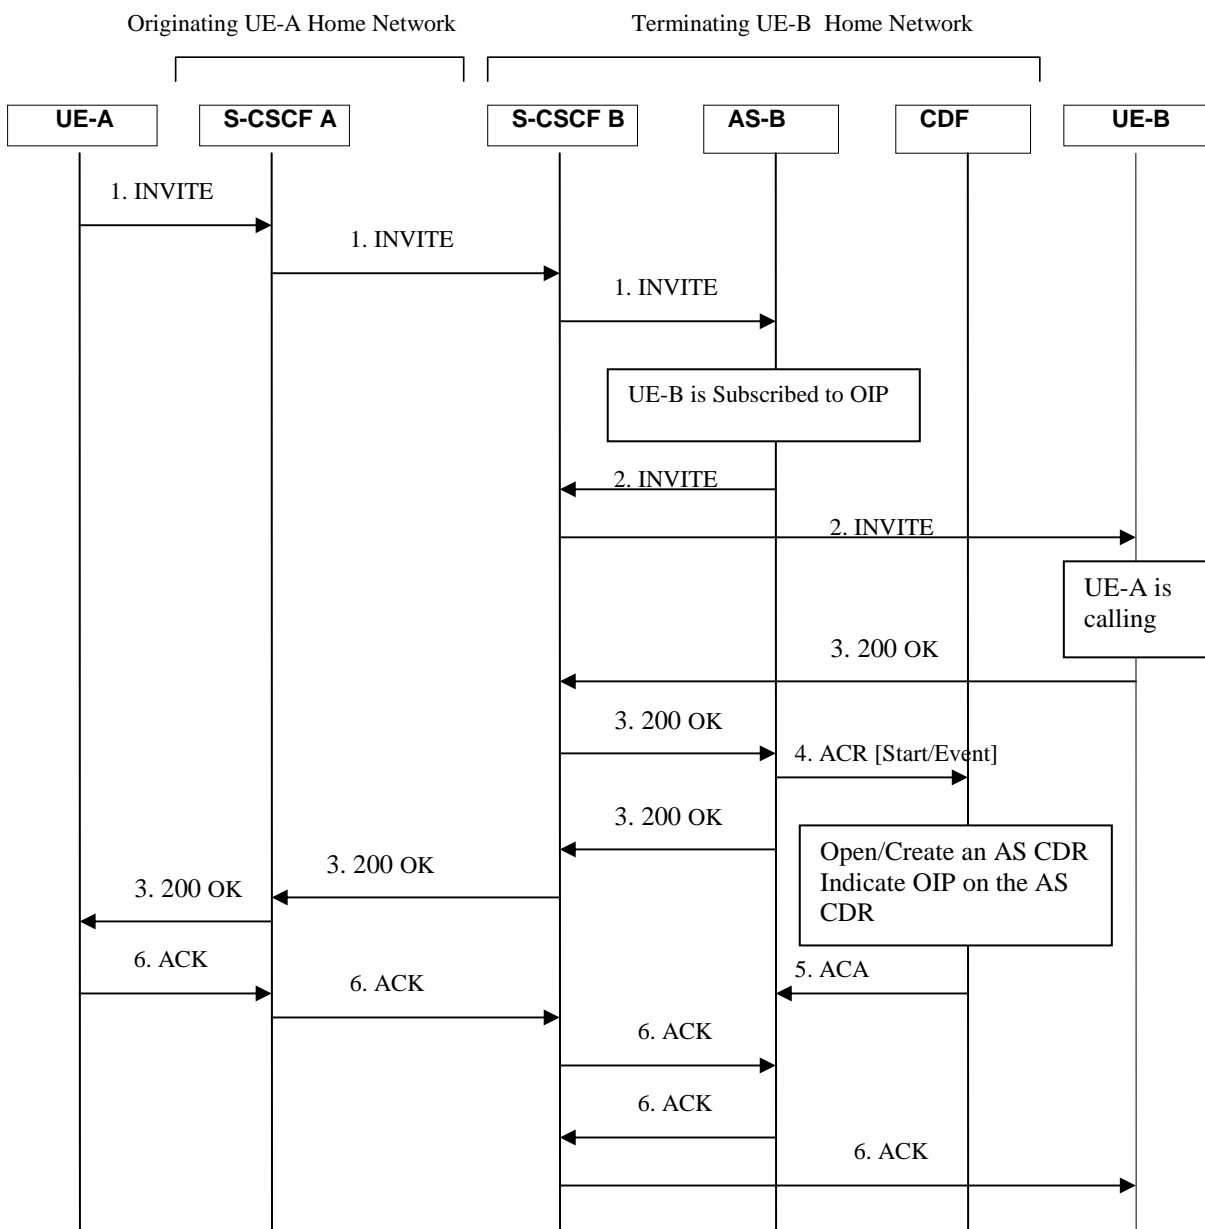 Originating UE-A Home Network
Terminating UE-B Home Network
UE-A
S-CSCF A
S-CSCF B
AS-B
CDF
UE-B
1. INVITE
1. INVITE
1. INVITE
UE-B is Subscribed to OIP
2. INVITE
2. INVITE
UE-A is
calling
3. 200 OK
3. 200 OK
4. ACR [Start/Event]
3. 200 OK
Open/Create an AS CDR
Indicate OIP on the AS
CDR
3. 200 OK
3. 200 OK
6. ACK
5. ACA
6. ACK
6. ACK
6. ACK
6. ACK